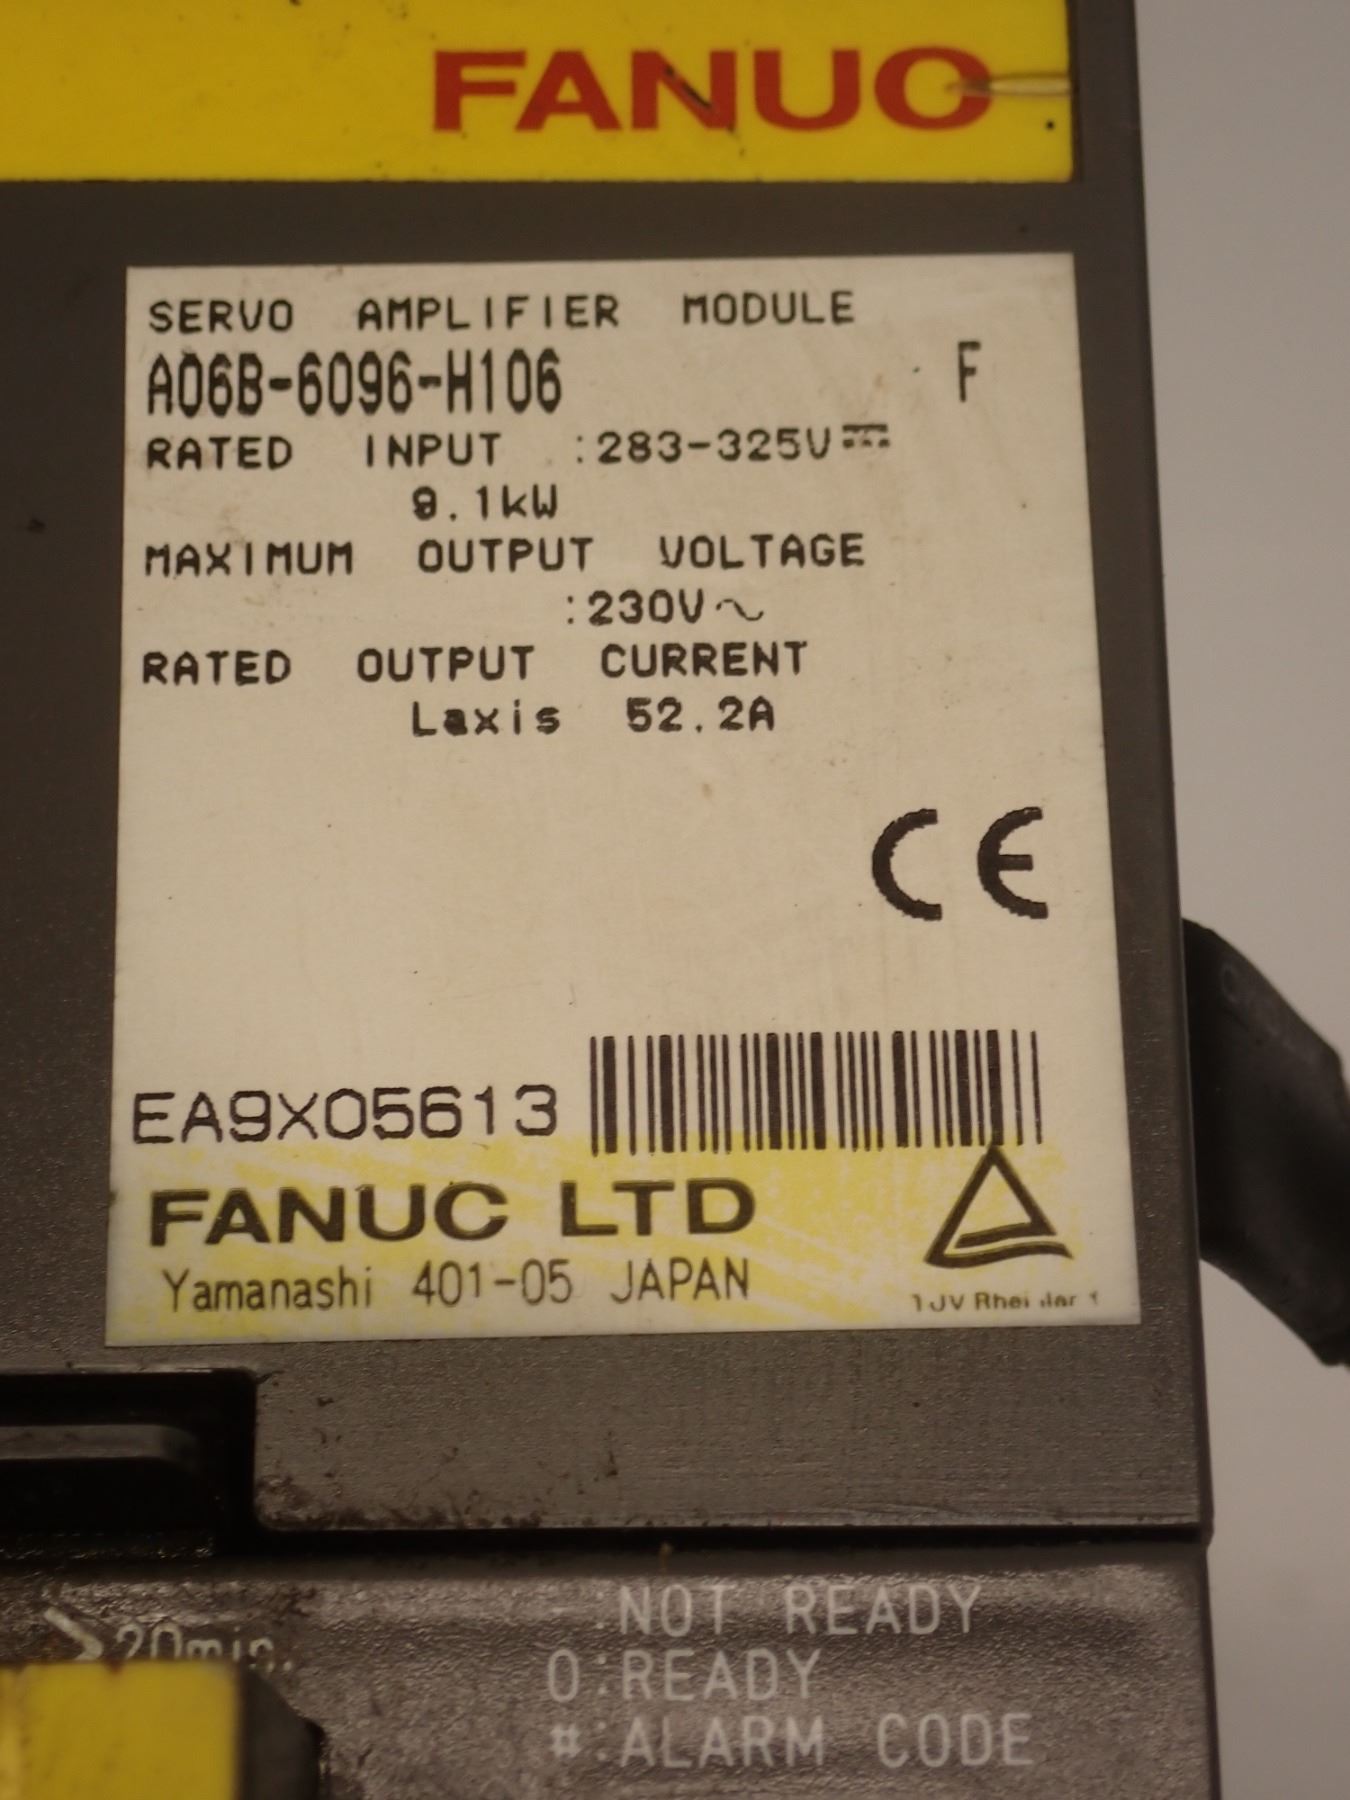 FANUC
SERVO AMPLIFIER MODULE
A06B-6096-H106 F
RATED INPUT :283-325V⎓
9.1kW
MAXIMUM OUTPUT VOLTAGE
:230V~
RATED OUTPUT CURRENT
Laxis 52.2A
CE
EA9X05613
FANUC LTD
Yamanashi 401-05 JAPAN
-:NOT READY
>20min.
0:READY
#:ALARM CODE